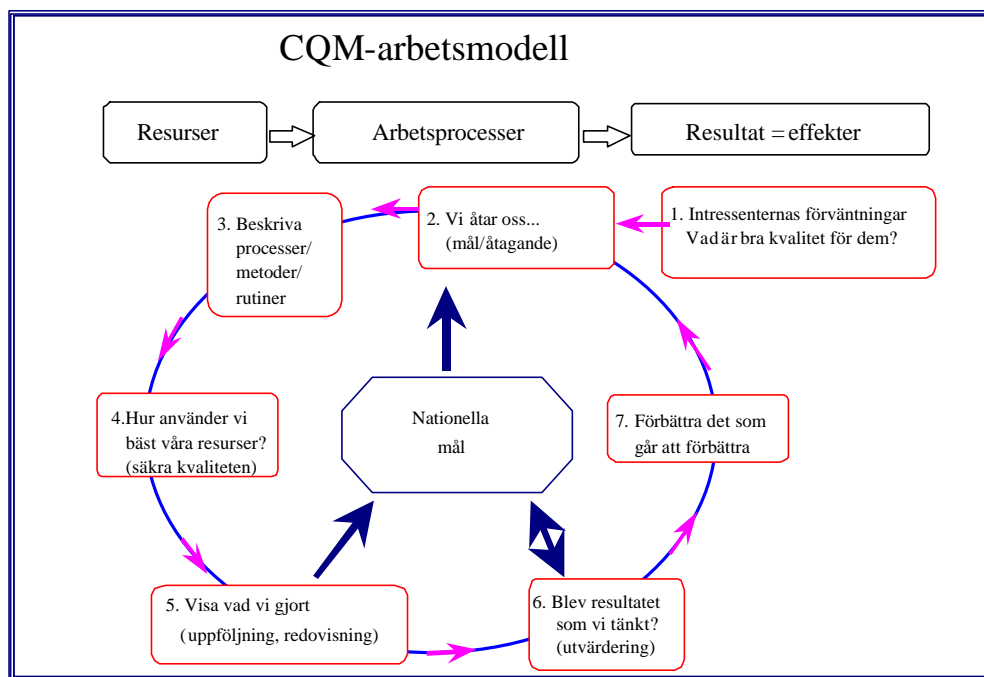 CQM-arbetsmodell
Resurser
Arbetsprocesser
Resultat = effekter
1. Intressenternas förväntningar
Vad är bra kvalitet för dem?
2. Vi åtar oss...
(mål/åtagande)
3. Beskriva
processer/
metoder/
rutiner
4.Hur använder vi
bäst våra resurser?
(säkra kvaliteten)
Nationella
mål
7. Förbättra det som
går att förbättra
5. Visa vad vi gjort
(uppföljning, redovisning)
6. Blev resultatet
som vi tänkt?
(utvärdering)